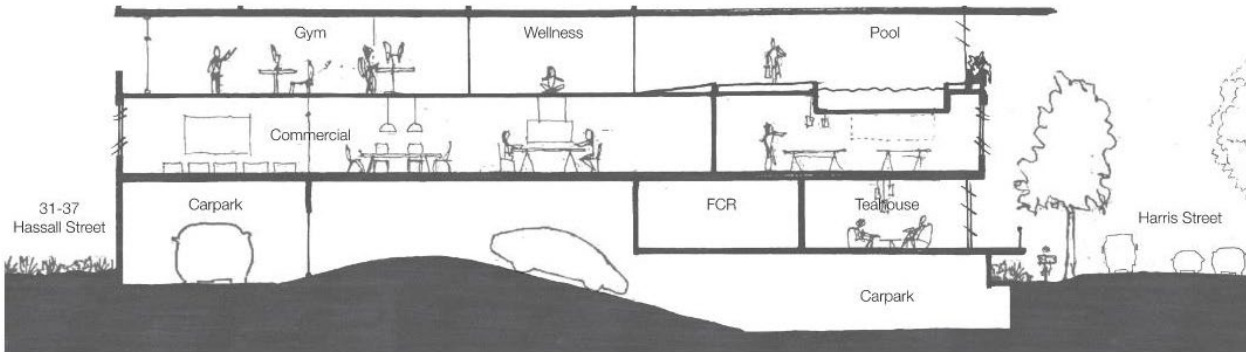 Gym
Wellness
Pool
Commercial
31-37
Hassall Street
Carpark
FCR
Teahouse
Harris Street
Carpark